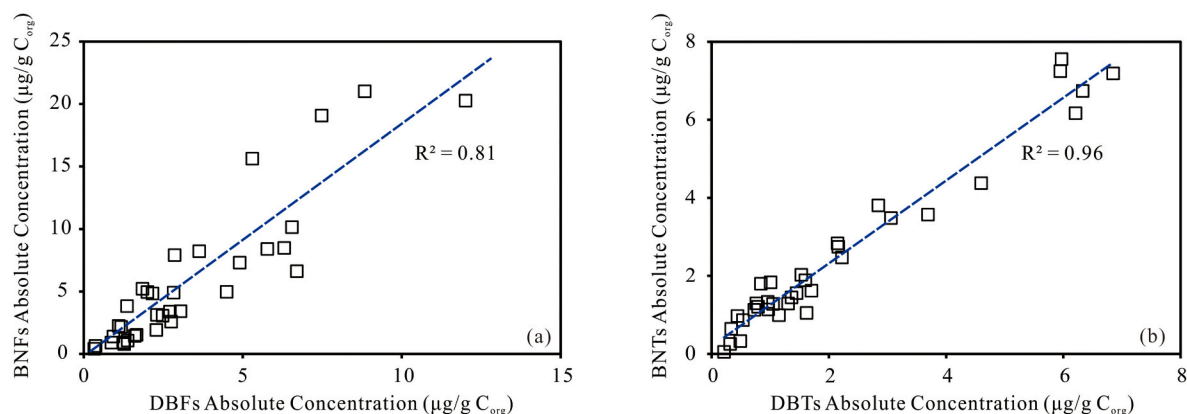 BNFs Absolute Concentration (μg/g Corg)
25
20
15
10
5
0
0
5
10
15
R² = 0.81
(a)
DBFs Absolute Concentration (μg/g Corg)
BNTs Absolute Concentration (μg/g Corg)
8
6
4
2
0
0
2
4
6
8
R² = 0.96
(b)
DBTs Absolute Concentration (μg/g Corg)